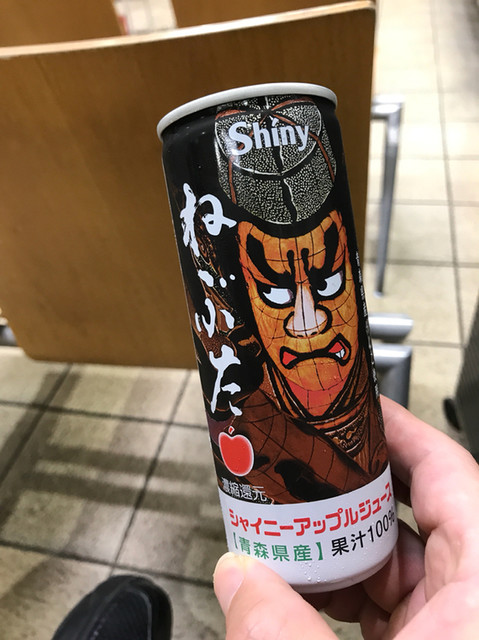 Shiny
ねぶた
濃縮還元
シャイニーアップルジュース
【青森県産】果汁100%